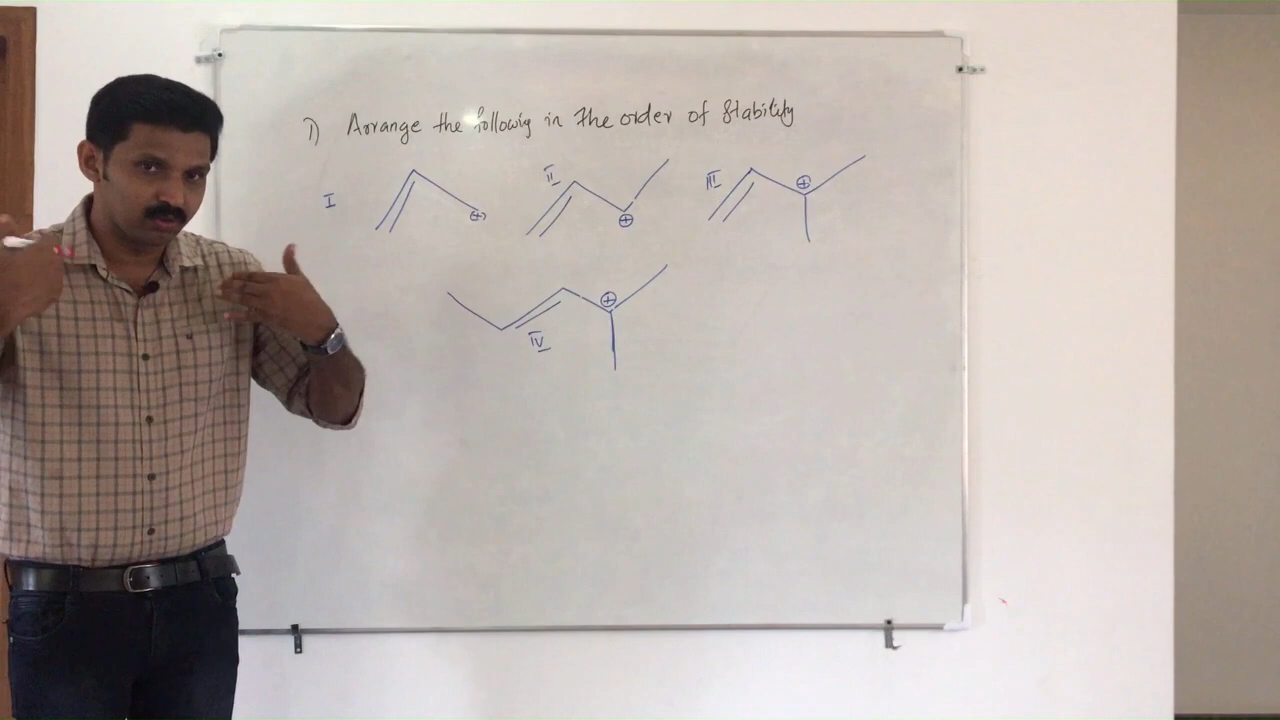 1) Arrange the followig in the order of stability
I II III
IV